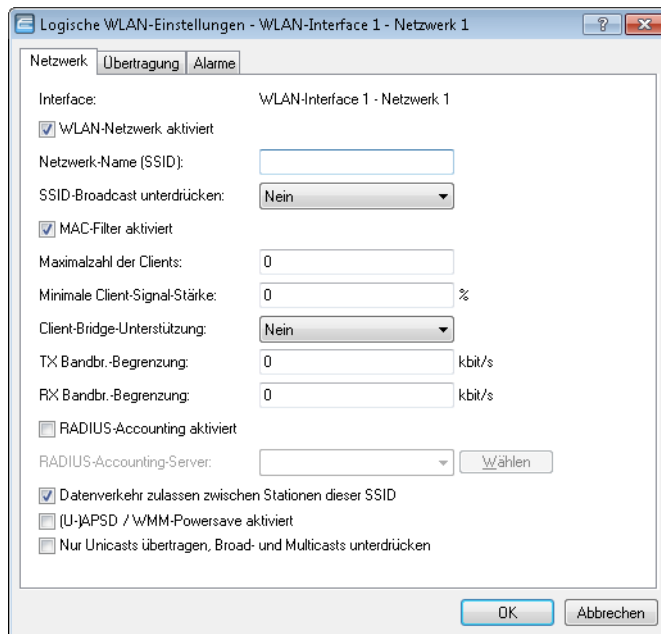 Logische WLAN-Einstellungen - WLAN-Interface 1 - Netzwerk 1
Netzwerk Übertragung Alarme
Interface: WLAN-Interface 1 - Netzwerk 1
WLAN-Netzwerk aktiviert
Netzwerk-Name (SSID):
SSID-Broadcast unterdrücken: Nein
MAC-Filter aktiviert
Maximalzahl der Clients: 0
Minimale Client-Signal-Stärke: 0 %
Client-Bridge-Unterstützung: Nein
TX Bandbr.-Begrenzung: 0 kbit/s
RX Bandbr.-Begrenzung: 0 kbit/s
RADIUS-Accounting aktiviert
RADIUS-Accounting-Server: Wählen
Datenverkehr zulassen zwischen Stationen dieser SSID
(U-)APSD / WMM-Powersave aktiviert
Nur Unicasts übertragen, Broad- und Multicasts unterdrücken
OK Abbrechen